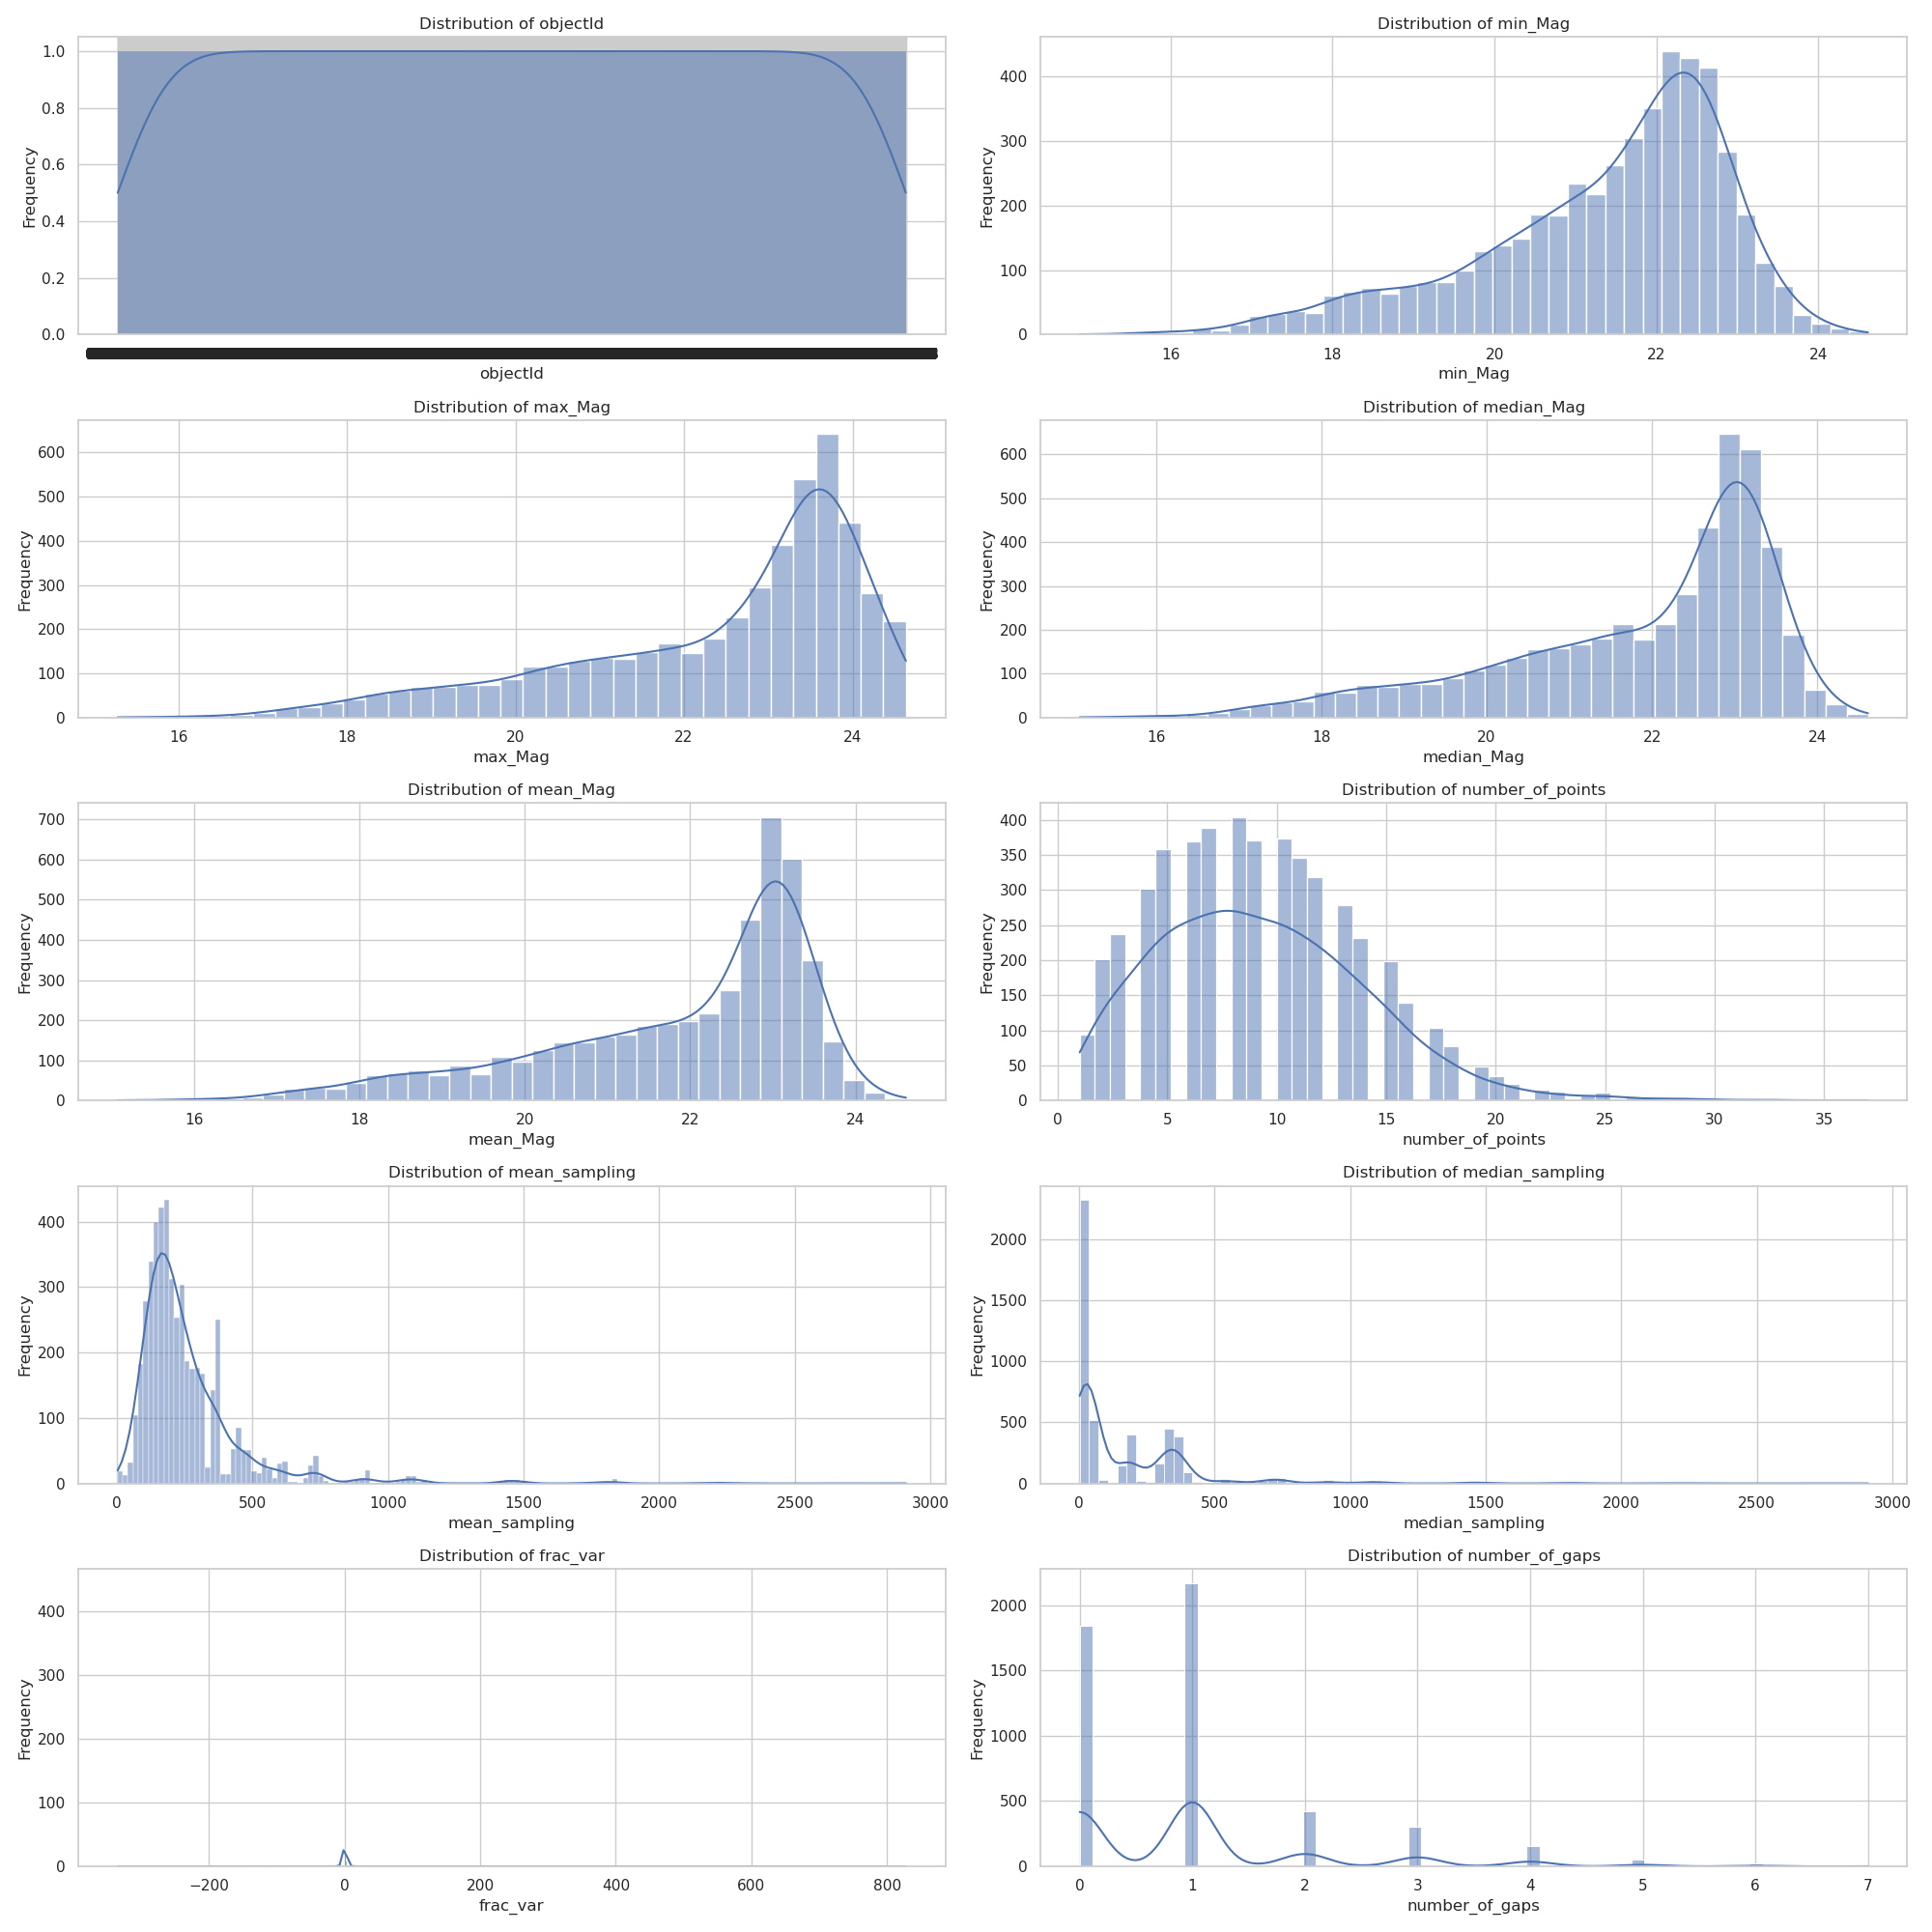 Distribution of objectId
1.0
0.8
0.6
0.4
0.2
0.0
Frequency
objectId
Distribution of min_Mag
400
300
200
100
0
Frequency
16 18 20 22 24
min_Mag
Distribution of max_Mag
600
500
400
300
200
100
0
Frequency
16 18 20 22 24
max_Mag
Distribution of median_Mag
600
500
400
300
200
100
0
Frequency
16 18 20 22 24
median_Mag
Distribution of mean_Mag
700
600
500
400
300
200
100
0
Frequency
16 18 20 22 24
mean_Mag
Distribution of number_of_points
400
350
300
250
200
150
100
50
0
Frequency
0 5 10 15 20 25 30 35
number_of_points
Distribution of mean_sampling
400
300
200
100
0
Frequency
0 500 1000 1500 2000 2500 3000
mean_sampling
Distribution of median_sampling
2000
1500
1000
500
0
Frequency
0 500 1000 1500 2000 2500 3000
median_sampling
Distribution of frac_var
400
300
200
100
0
Frequency
−200 0 200 400 600 800
frac_var
Distribution of number_of_gaps
2000
1500
1000
500
0
Frequency
0 1 2 3 4 5 6 7
number_of_gaps